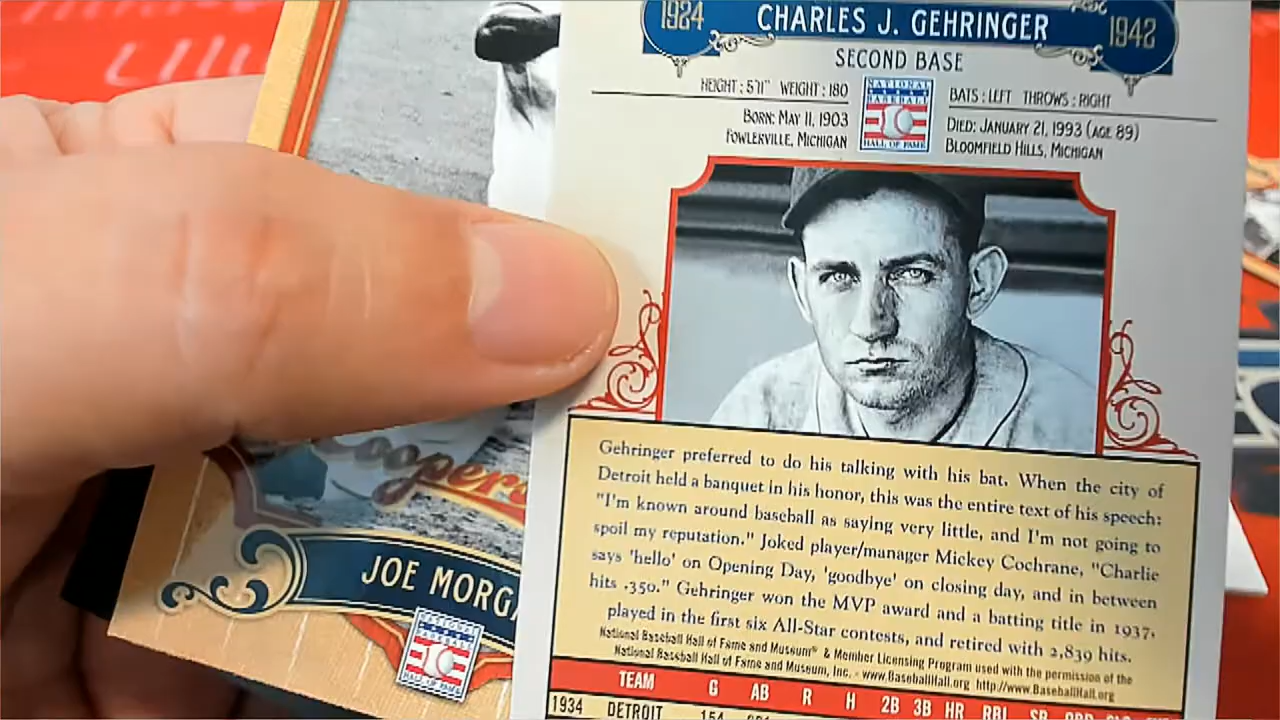 1924 CHARLES J. GEHRINGER 1942
SECOND BASE
HEIGHT : 5'11" WEIGHT : 180
BORN: MAY 11, 1903
FOWLERVILLE, MICHIGAN
NATIONAL
BASEBALL
HALL OF FAME
BATS : LEFT THROWS : RIGHT
DIED: JANUARY 21, 1993 (AGE 89)
BLOOMFIELD HILLS, MICHIGAN
Gehringer preferred to do his talking with his bat. When the city of
Detroit held a banquet in his honor, this was the entire text of his speech:
"I'm known around baseball as saying very little, and I'm not going to
spoil my reputation." Joked player/manager Mickey Cochrane, "Charlie
says 'hello' on Opening Day, 'goodbye' on closing day, and in between
hits .350." Gehringer won the MVP award and a batting title in 1937,
played in the first six All-Star contests, and retired with 2,839 hits.
National Baseball Hall of Fame and Museum® & Member Licensing Program used with the permission of the
National Baseball Hall of Fame and Museum, Inc. - www.BaseballHall.org http://www.BaseballHall.org
TEAM G AB R H 2B 3B HR RBI SB
1934 DETROIT 154
Coopers
JOE MORGA
NATIONAL
BASEBALL
HALL OF FAME